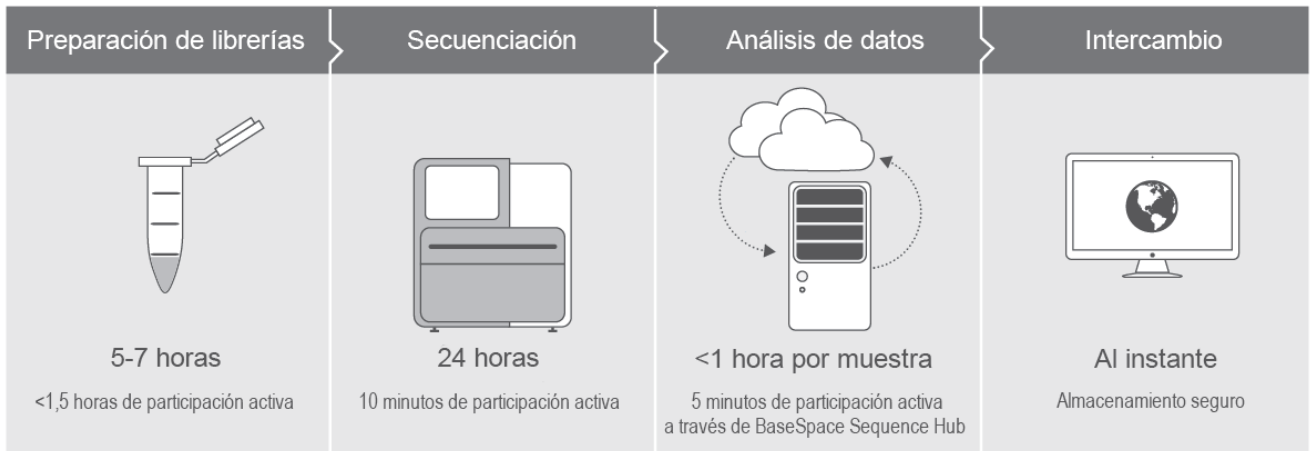 Preparación de librerías
Secuenciación
Análisis de datos
Intercambio
5-7 horas
<1,5 horas de participación activa
24 horas
10 minutos de participación activa
<1 hora por muestra
5 minutos de participación activa
a través de BaseSpace Sequence Hub
Al instante
Almacenamiento seguro